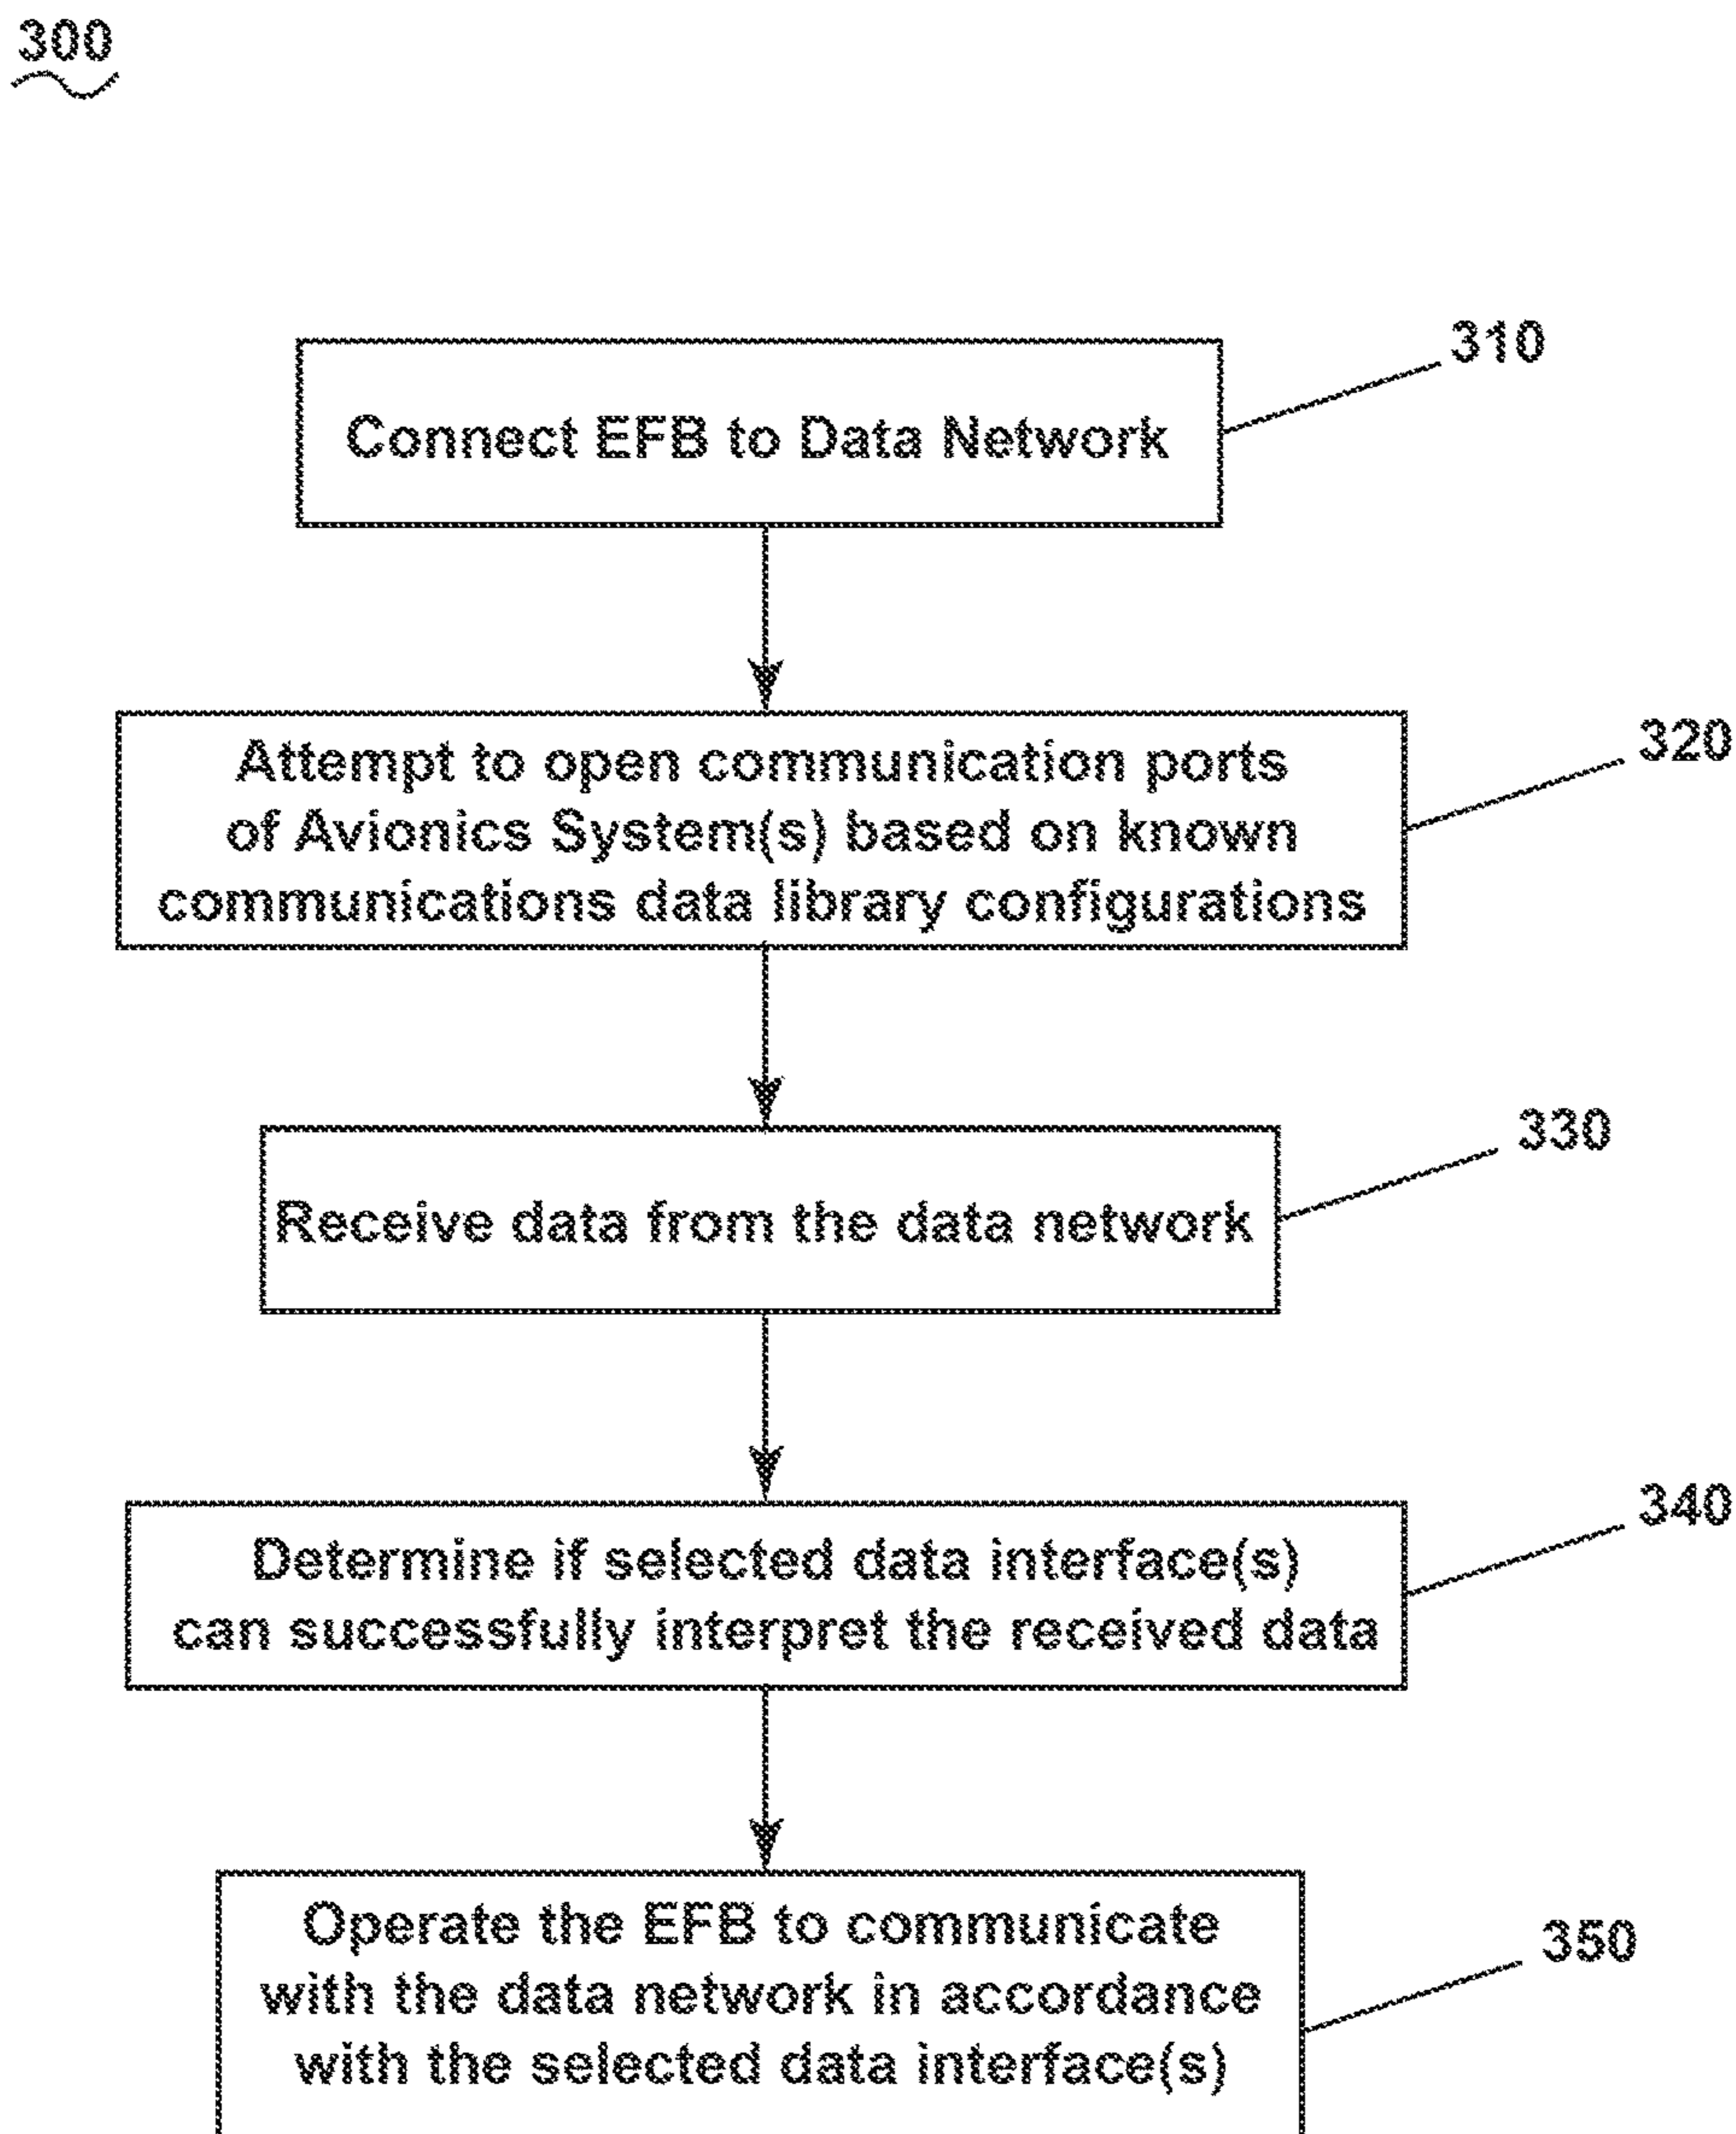 300
310
Connect EFB to Data Network
320
Attempt to open communication ports
of Avionics System(s) based on known
communications data library configurations
330
Receive data from the data network
340
Determine if selected data interface(s)
can successfully interpret the received data
350
Operate the EFB to communicate
with the data network in accordance
with the selected data interface(s)